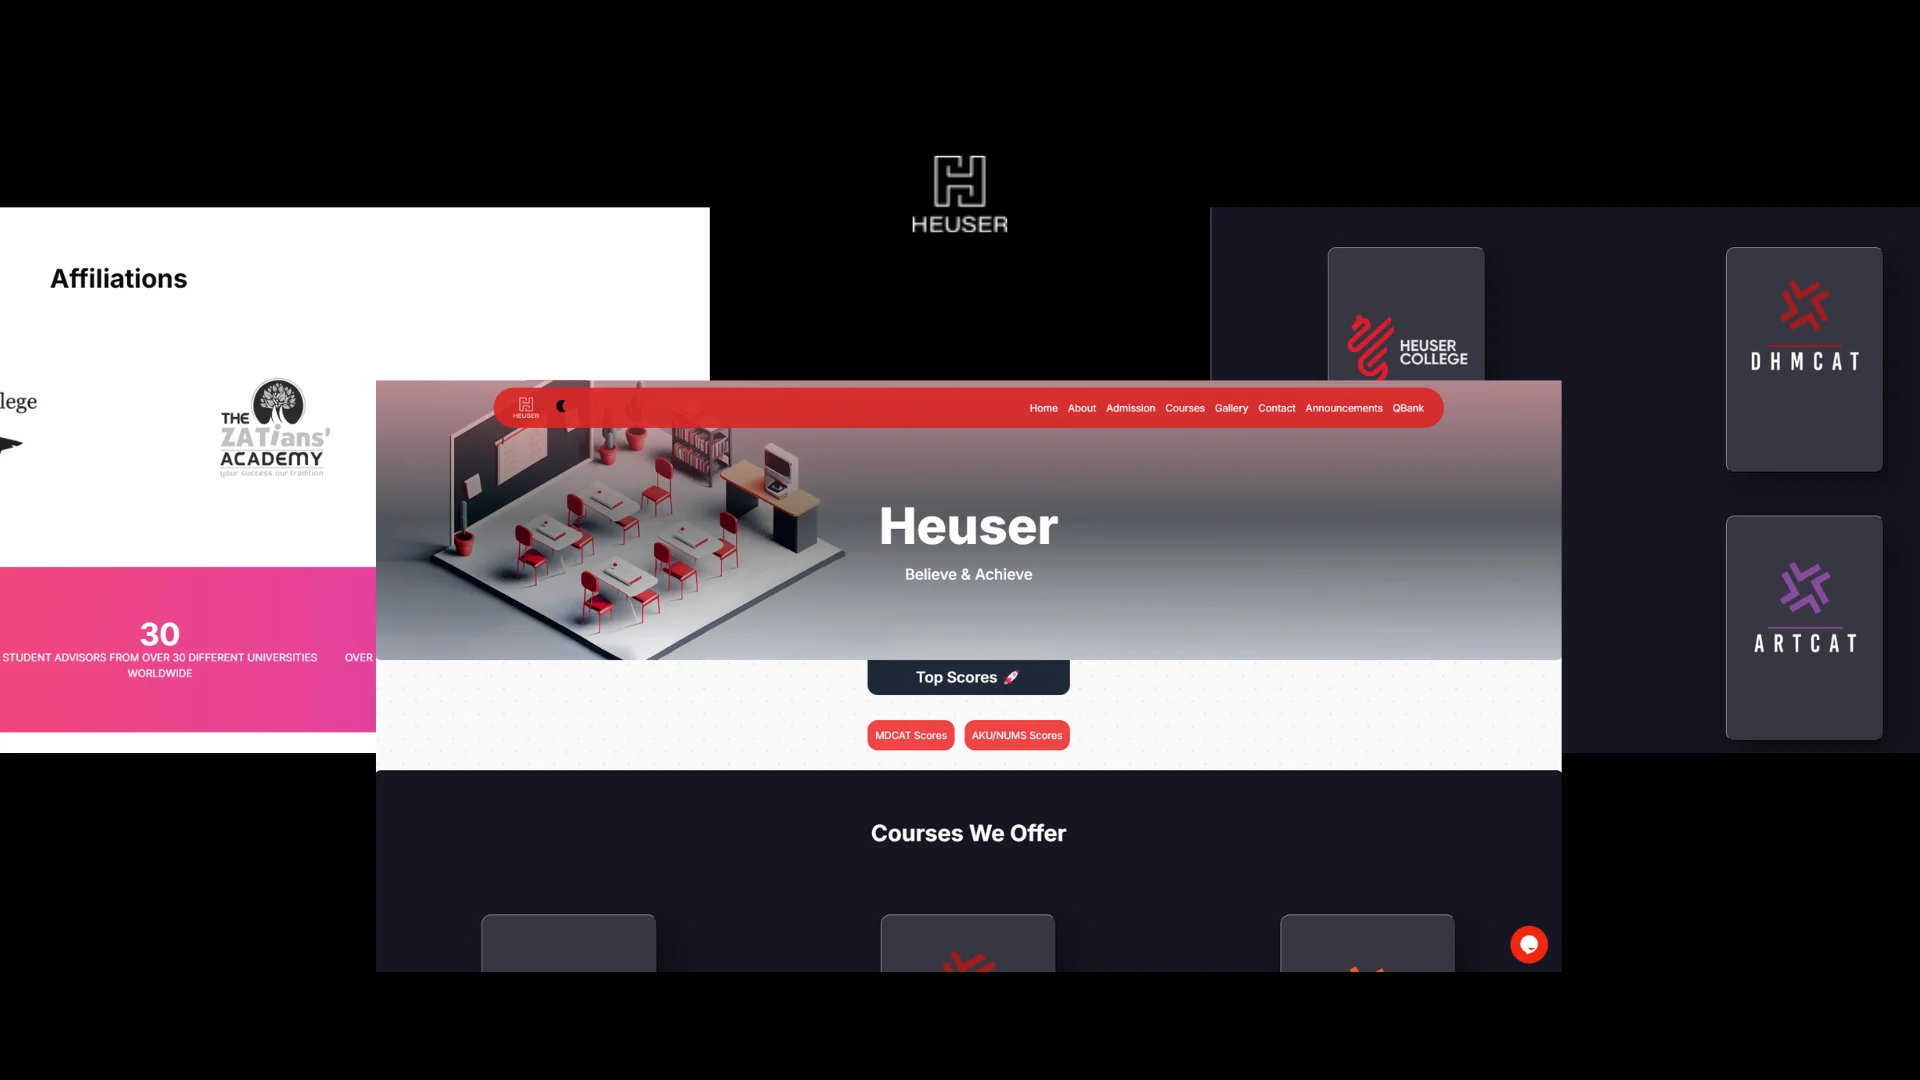 HEUSER
Affiliations
lege
THE
ZATians'
ACADEMY
your success our tradition
30
STUDENT ADVISORS FROM OVER 30 DIFFERENT UNIVERSITIES
WORLDWIDE
OVER
HEUSER
Home About Admission Courses Gallery Contact Announcements QBank
Heuser
Believe & Achieve
Top Scores 🚀
MDCAT Scores AKU/NUMS Scores
Courses We Offer
HEUSER
COLLEGE
DHMCAT
ARTCAT